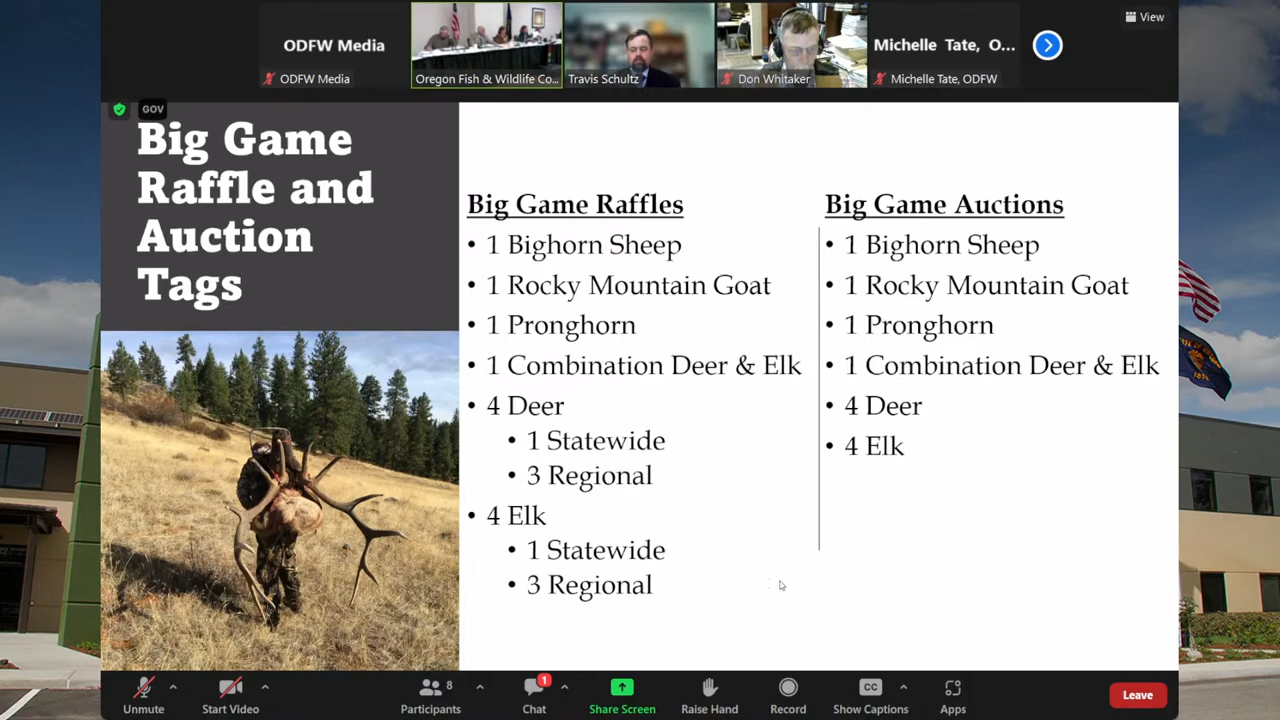 View
ODFW Media
Michelle Tate, O...
ODFW Media
Oregon Fish & Wildlife Co...
Travis Schultz
Don Whitaker
Michelle Tate, ODFW
GOV
Big Game
Raffle and
Auction
Tags
Big Game Raffles
• 1 Bighorn Sheep
• 1 Rocky Mountain Goat
• 1 Pronghorn
• 1 Combination Deer & Elk
• 4 Deer
• 1 Statewide
• 3 Regional
• 4 Elk
• 1 Statewide
• 3 Regional
Big Game Auctions
• 1 Bighorn Sheep
• 1 Rocky Mountain Goat
• 1 Pronghorn
• 1 Combination Deer & Elk
• 4 Deer
• 4 Elk
Unmute
Start Video
Participants
8
Chat
1
Share Screen
Raise Hand
Record
CC
Show Captions
Apps
Leave